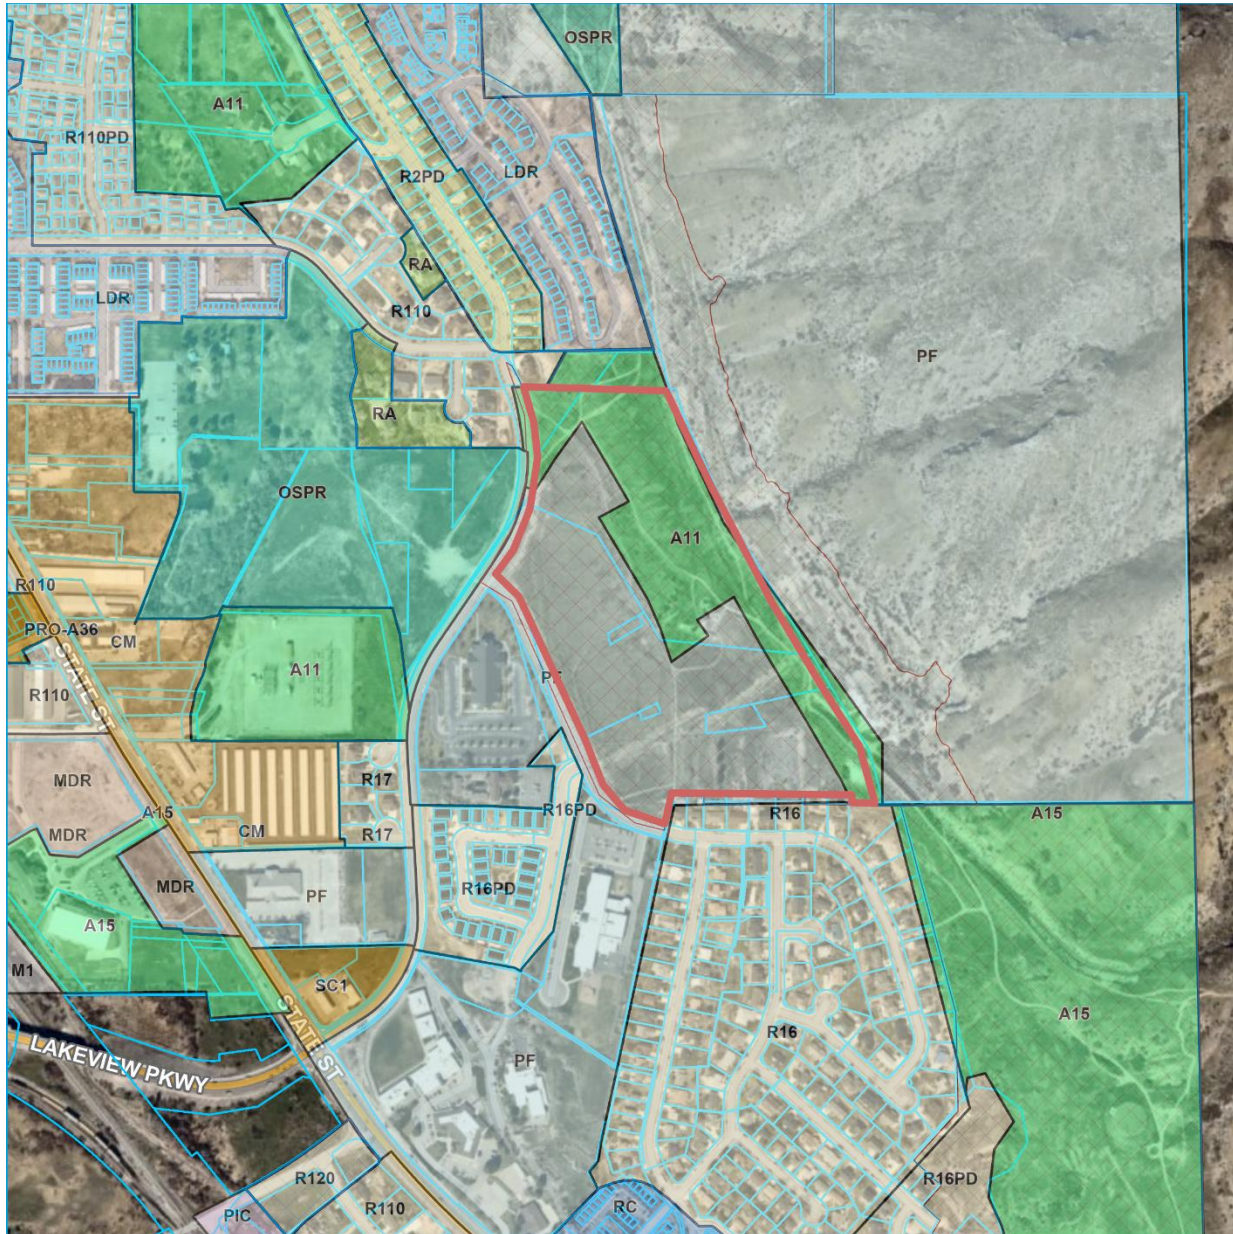 OSPR
A11
R110PD
R2PD
LDR
RA
LDR
R110
PF
RA
OSPR
A11
R110
PRO-A36
CM
STATE ST
A11
PF
R110
MDR
R17
A15
R16PD
R16
A15
MDR
CM
R17
MDR
R16PD
PF
A15
M1
SC1
STATE ST
A15
R16
LAKEVIEW PKWY
PF
R120
R16PD
PIC
R110
RC